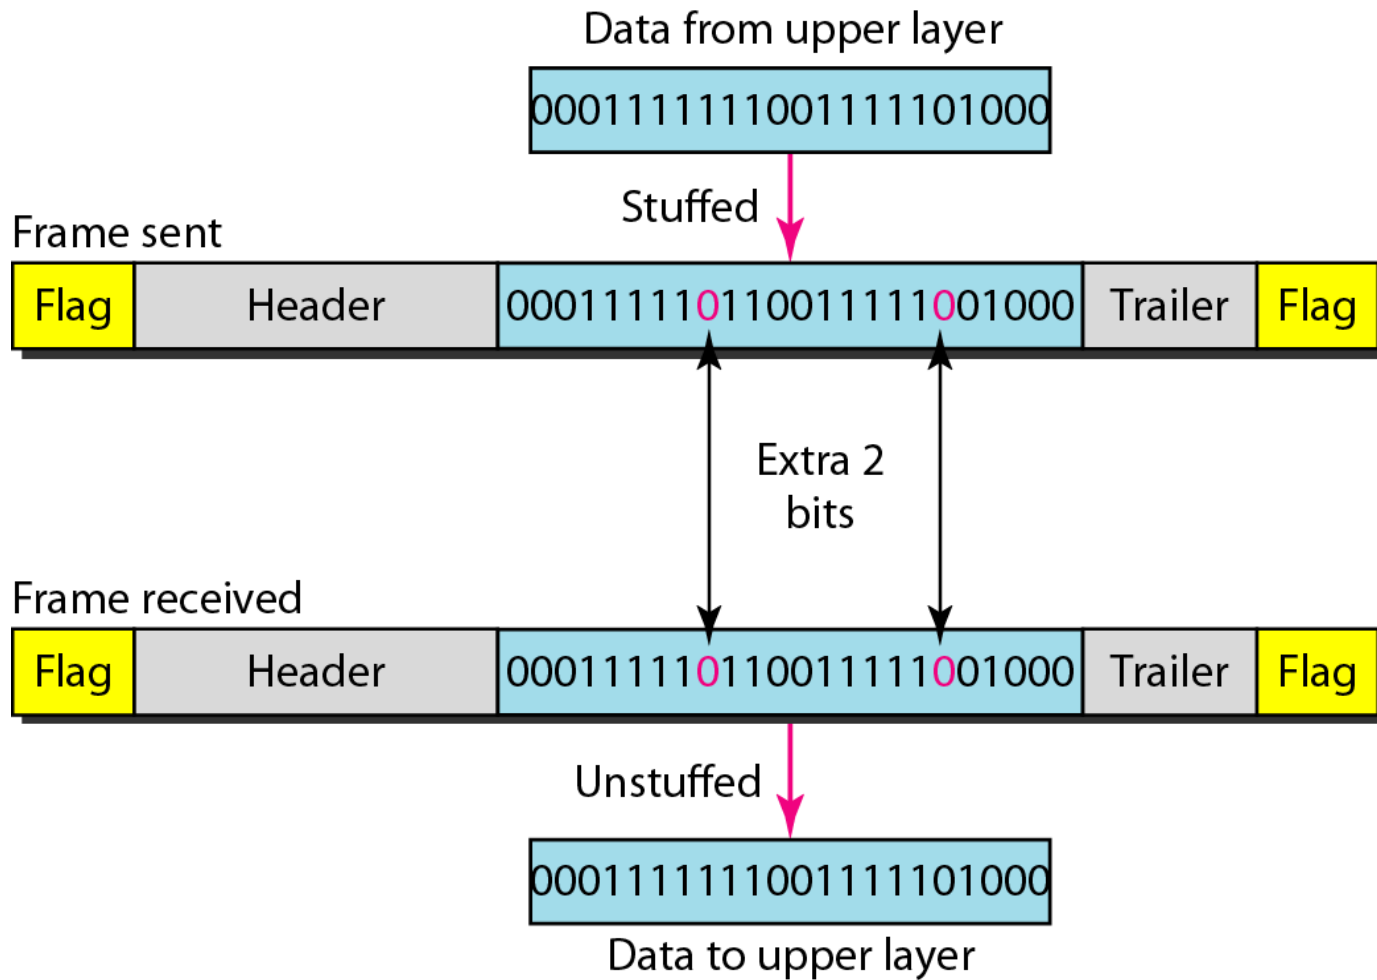 Data from upper layer
0001111111001111101000
Stuffed
Frame sent
Flag Header 000111110110011111001000 Trailer Flag
Extra 2
bits
Frame received
Flag Header 000111110110011111001000 Trailer Flag
Unstuffed
0001111111001111101000
Data to upper layer